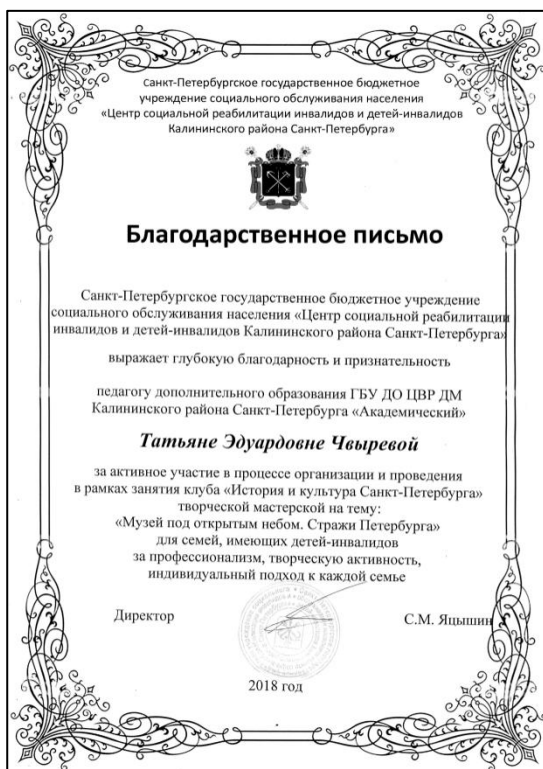 Санкт-Петербургское государственное бюджетное
учреждение социального обслуживания населения
«Центр социальной реабилитации инвалидов и детей-инвалидов
Калининского района Санкт-Петербурга»
Благодарственное письмо
Санкт-Петербургское государственное бюджетное учреждение
социального обслуживания населения «Центр социальной реабилитации
инвалидов и детей-инвалидов Калининского района Санкт-Петербурга»
выражает глубокую благодарность и признательность
педагогу дополнительного образования ГБУ ДО ЦВР ДМ
Калининского района Санкт-Петербурга «Академический»
Татьяне Эдуардовне Чвыревой
за активное участие в процессе организации и проведения
в рамках занятия клуба «История и культура Санкт-Петербурга»
творческой мастерской на тему:
«Музей под открытым небом. Стражи Петербурга»
для семей, имеющих детей-инвалидов
за профессионализм, творческую активность,
индивидуальный подход к каждой семье
Директор С.М. Яцышин
2018 год